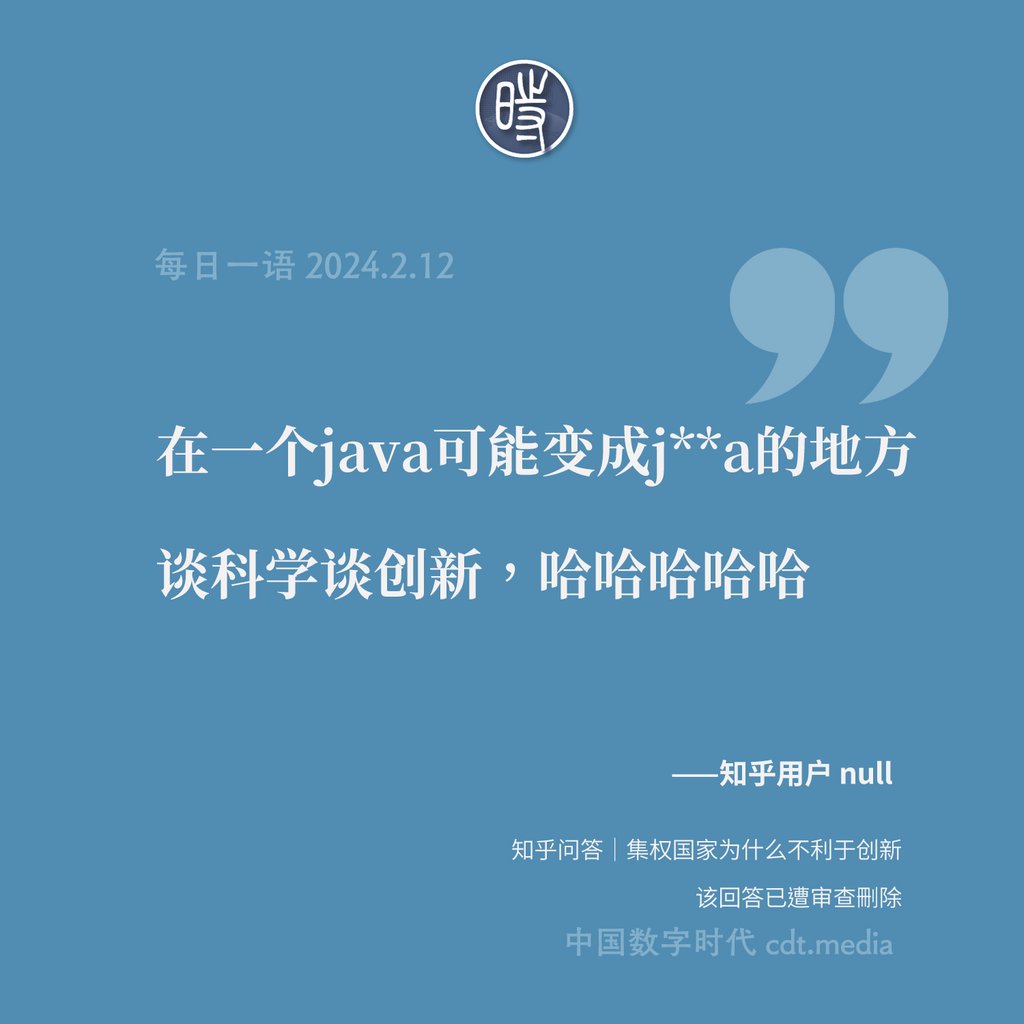 時
每日一语 2024.2.12
在一个java可能变成j**a的地方
谈科学谈创新，哈哈哈哈哈
——知乎用户 null
知乎问答｜集权国家为什么不利于创新
该回答已遭审查刪除
中国数字时代 cdt.media